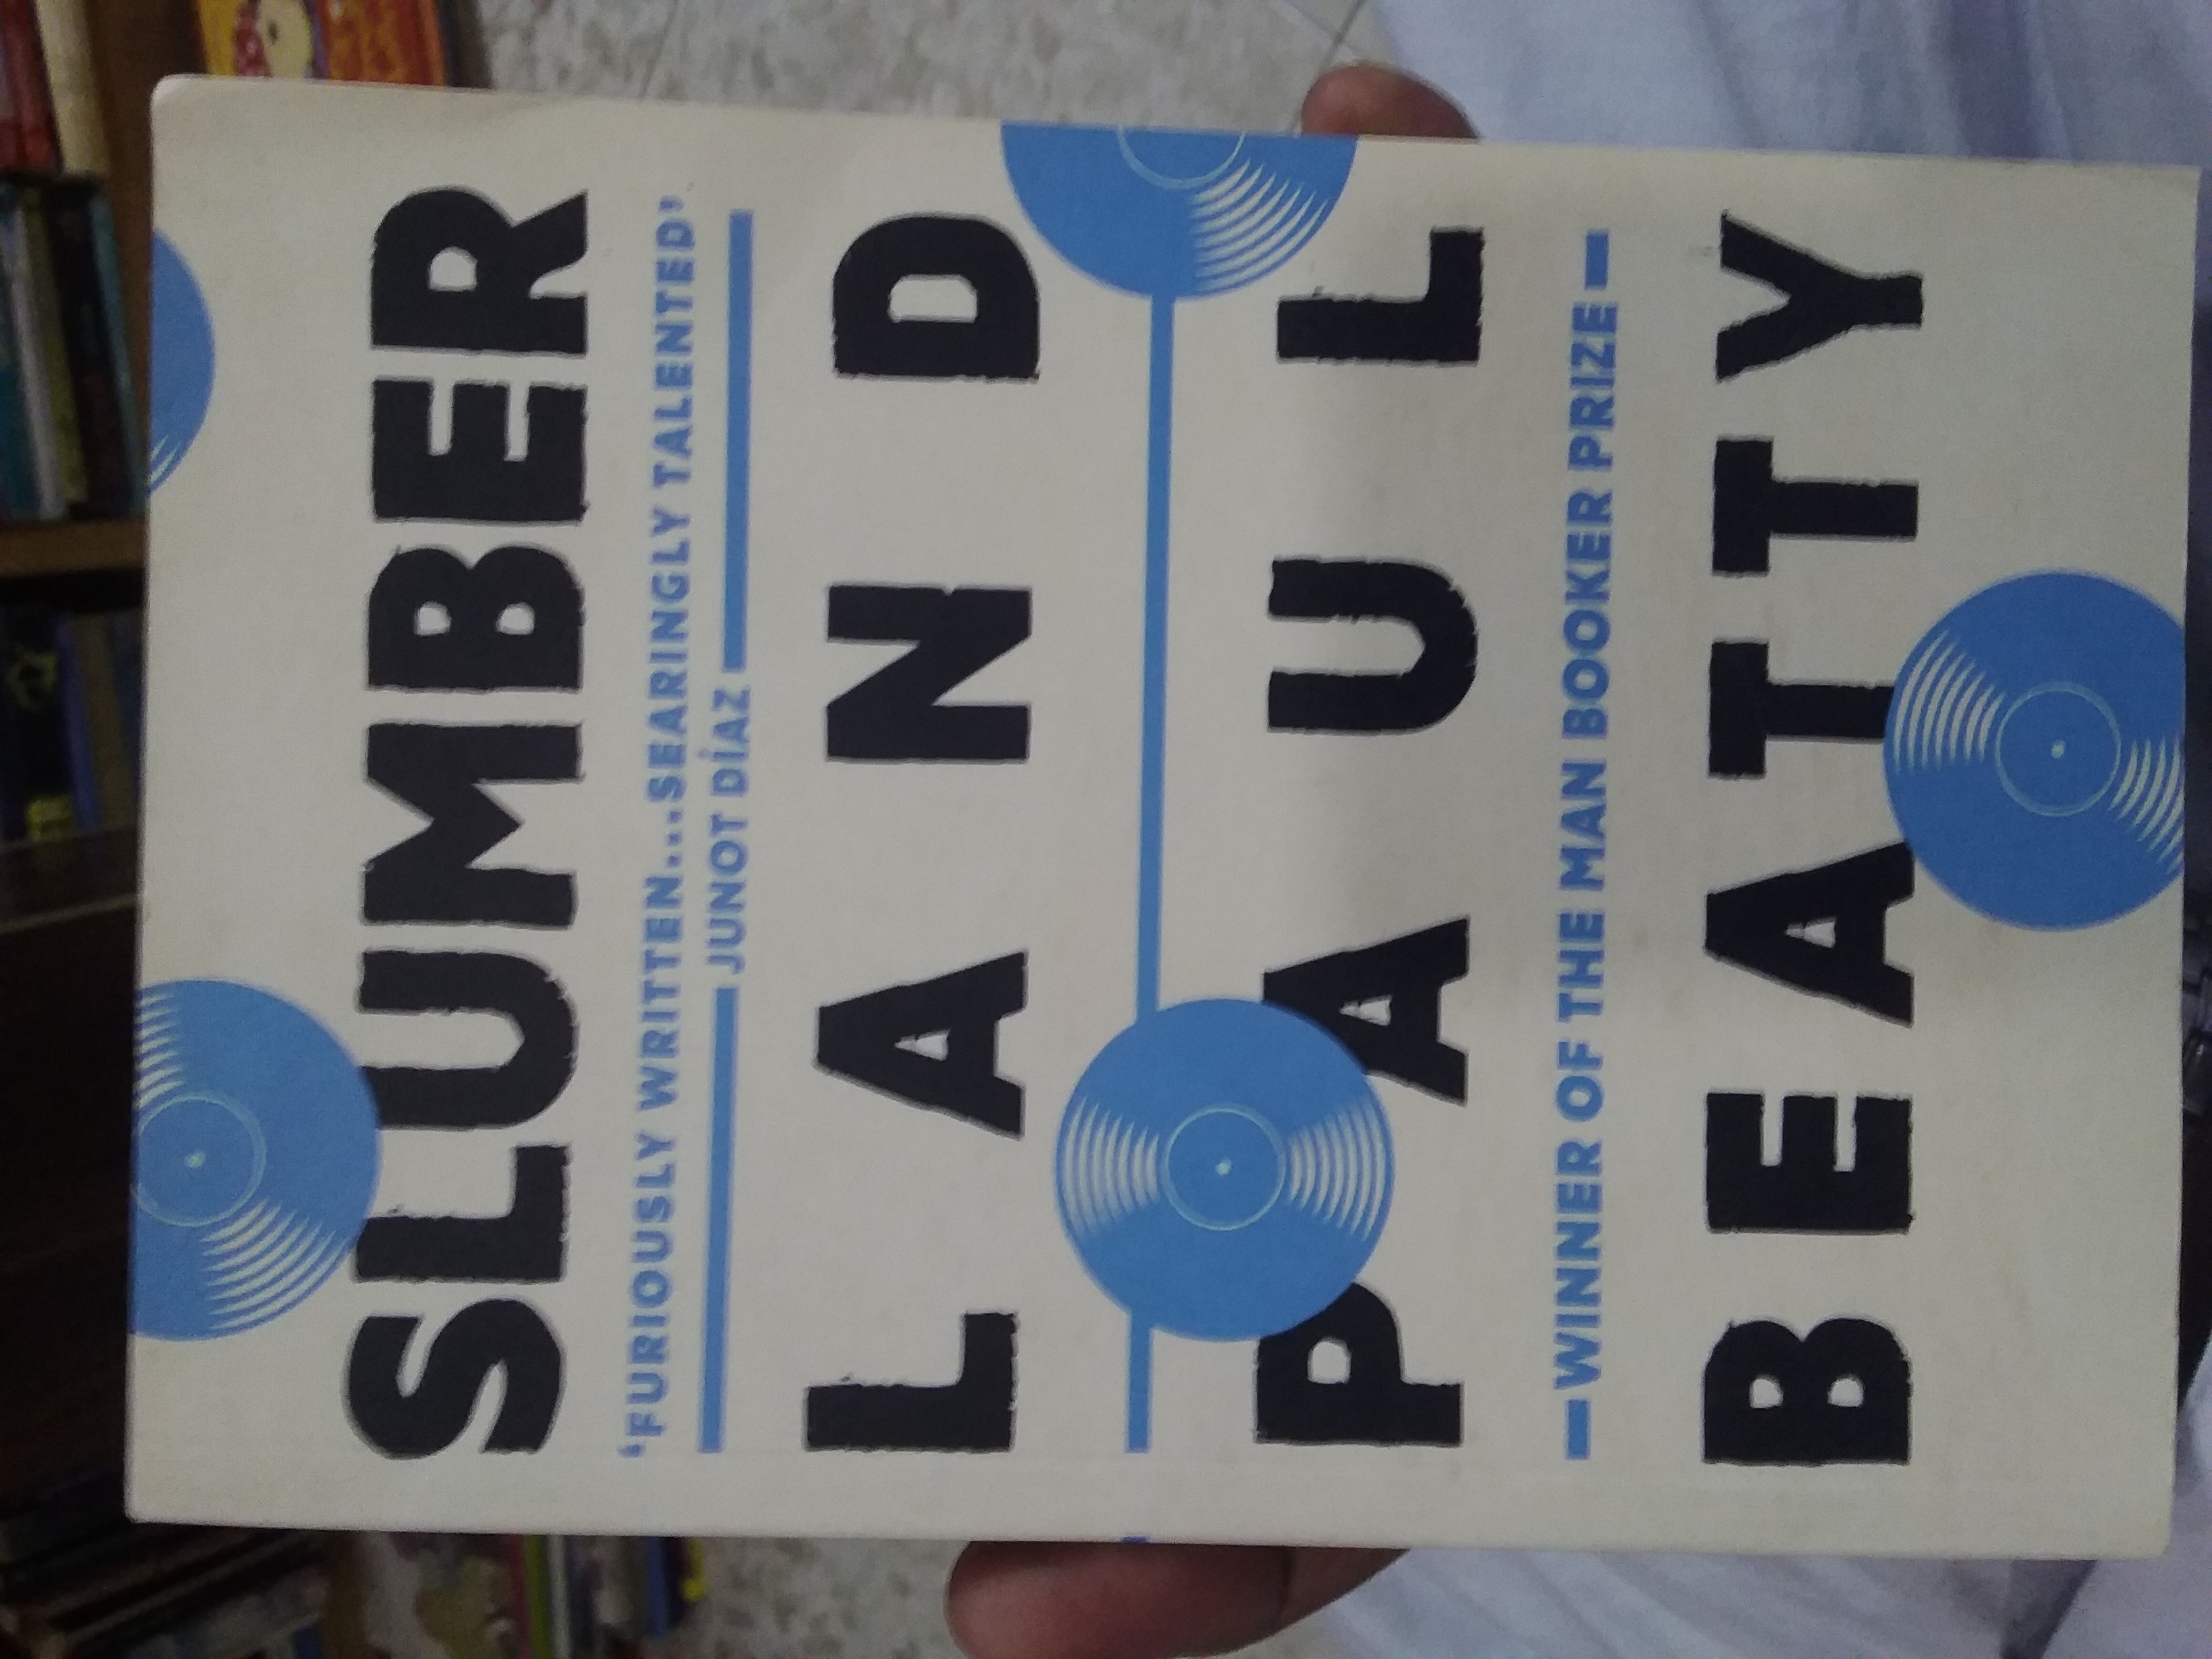 SLUMBER
‘FURIOUSLY WRITTEN...SEARINGLY TALENTED’
JUNOT DÍAZ
LAND
PAUL
WINNER OF THE MAN BOOKER PRIZE
BEATTY